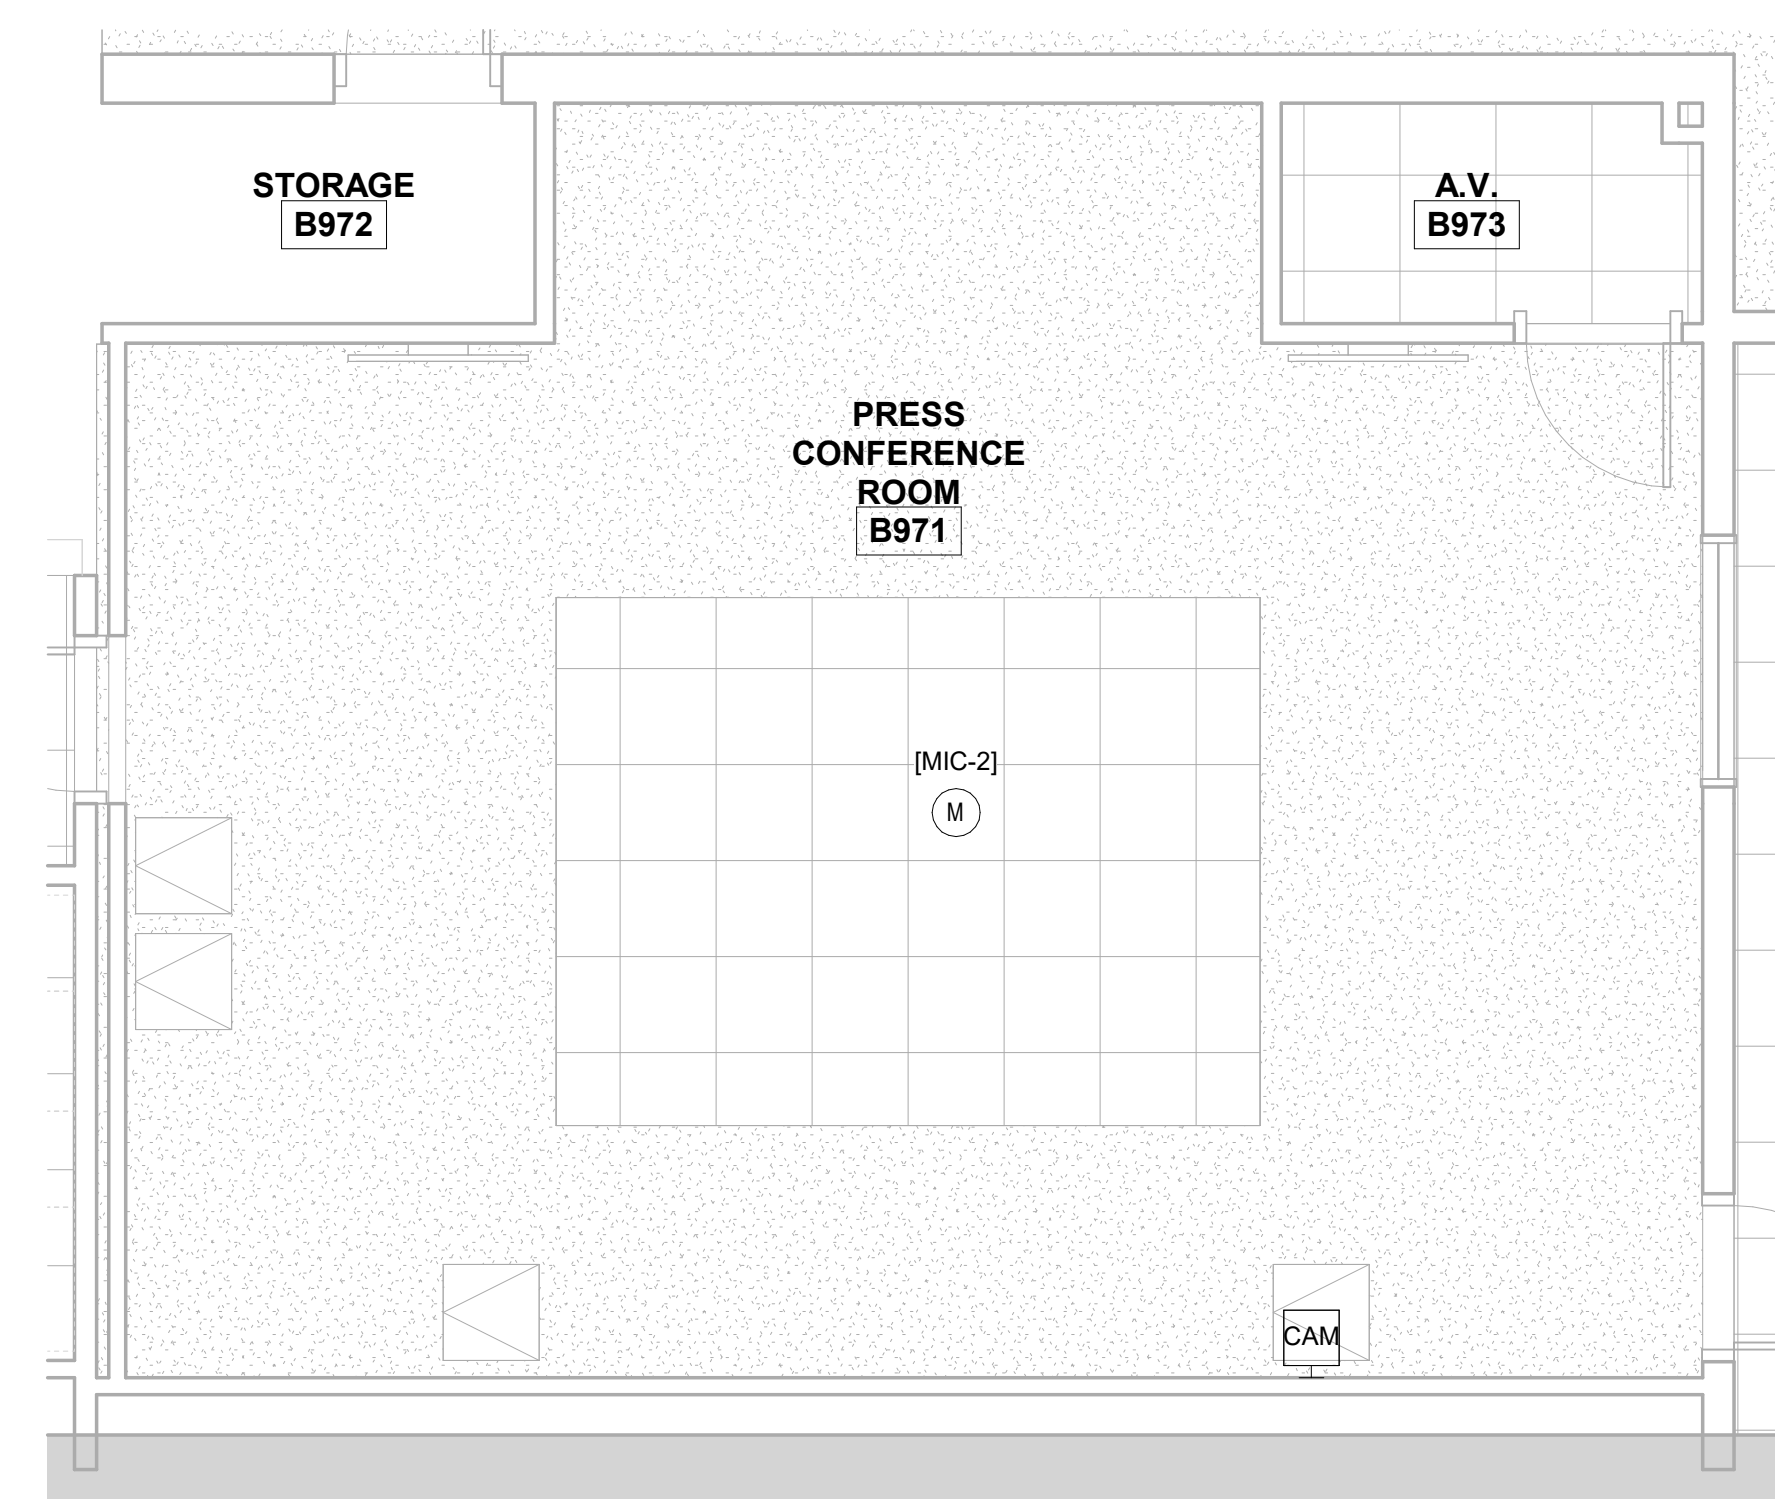 STORAGE
B972
A.V.
B973
PRESS
CONFERENCE
ROOM
B971
[MIC-2]
M
CAM